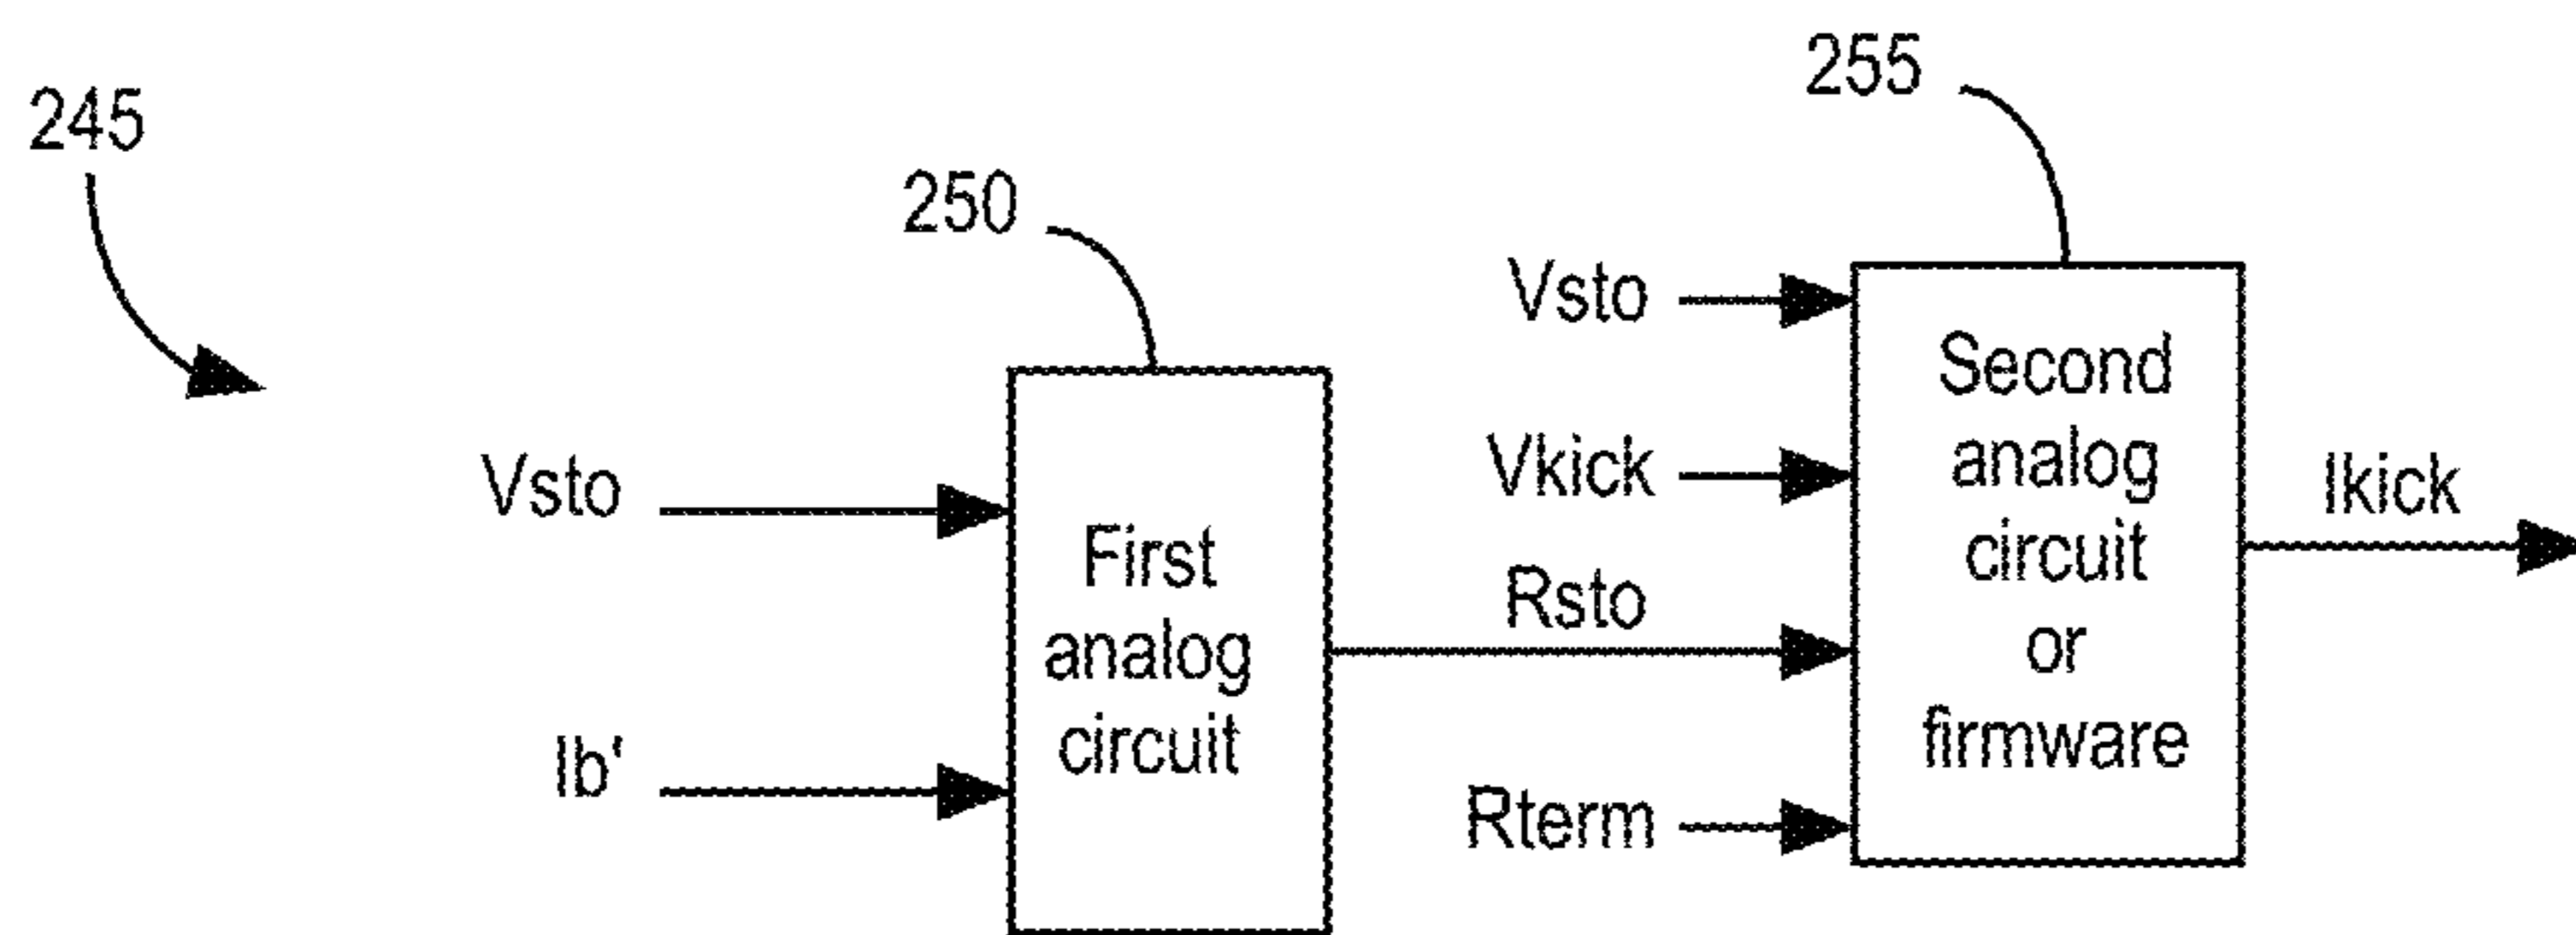 245
250
255
Vsto
Ib'
First
analog
circuit
Vsto
Vkick
Rsto
Rterm
Second
analog
circuit
or
firmware
Ikick